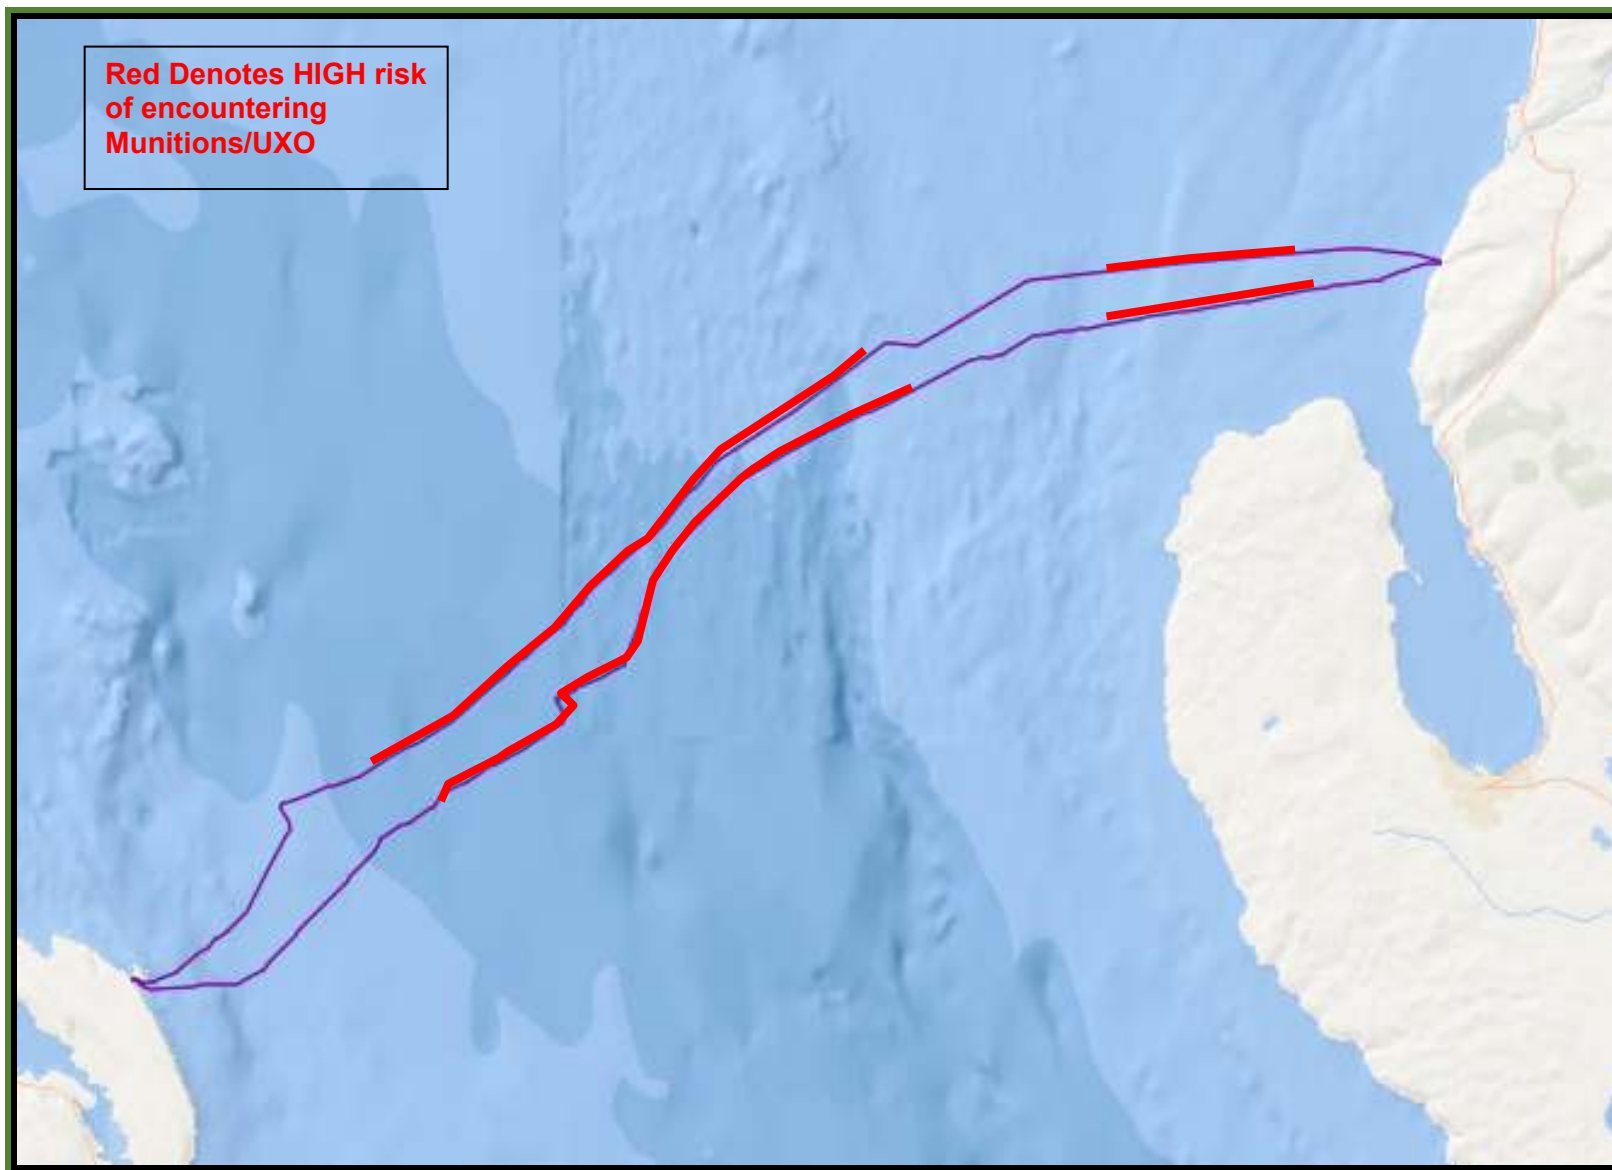 Red Denotes HIGH risk
of encountering
Munitions/UXO